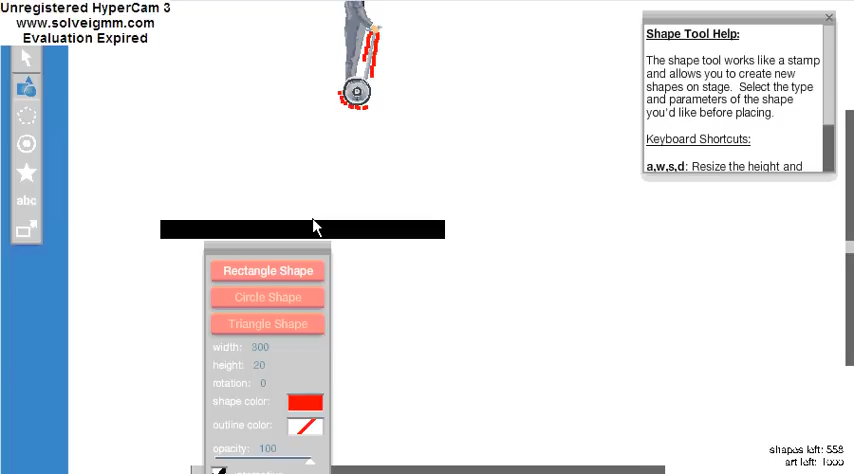 Unregistered HyperCam 3
www.solveigmm.com
Evaluation Expired
abc
Shape Tool Help:
The shape tool works like a stamp
and allows you to create new
shapes on stage. Select the type
and parameters of the shape
you'd like before placing.
Keyboard Shortcuts:
a,w,s,d: Resize the height and
Rectangle Shape
Circle Shape
Triangle Shape
width: 300
height: 20
rotation: 0
shape color:
outline color:
opacity: 100
shapes left: 558
art left: 1000